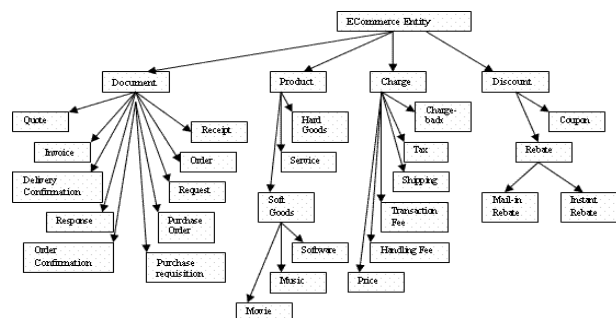 ECommerce Entity
Document
Product
Charge
Discount
Quote
Invoice
Delivery
Confirmation
Response
Order
Confirmation
Receipt
Order
Request
Purchase
Order
Purchase
requisition
Hard
Goods
Service
Soft
Goods
Software
Music
Movie
Charge-
back
Tax
Shipping
Transaction
Fee
Handling Fee
Price
Coupon
Rebate
Mail-in
Rebate
Instant
Rebate